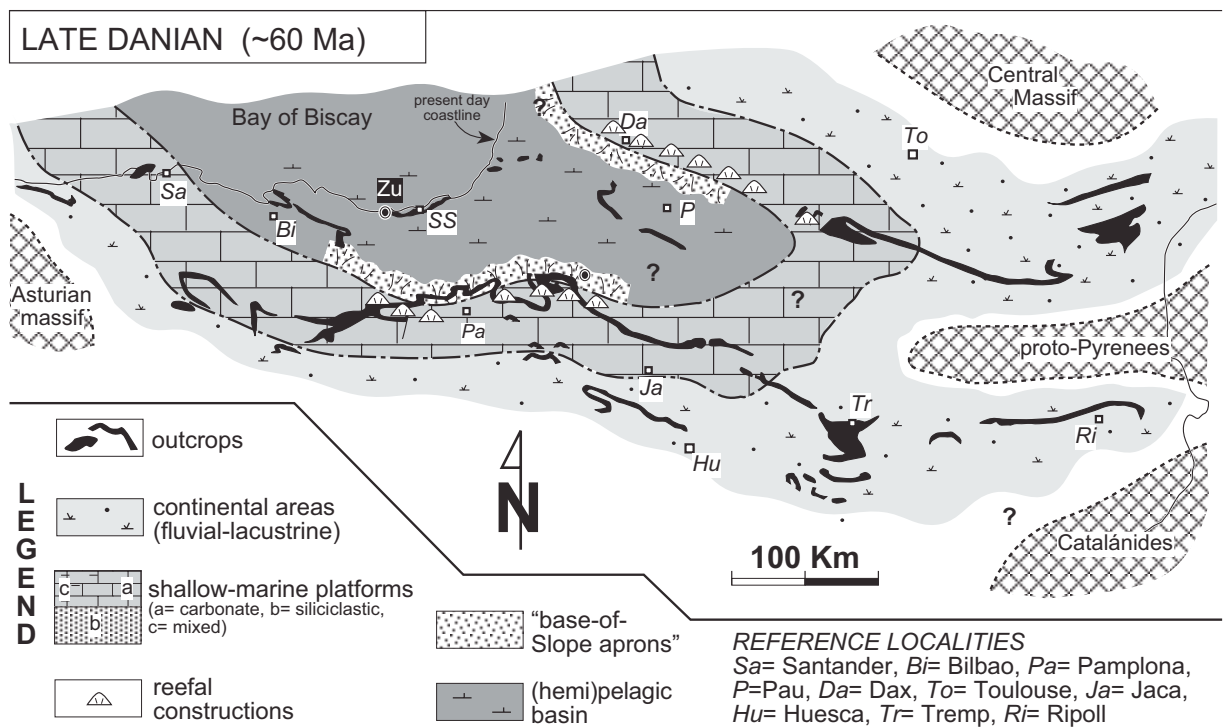 LATE DANIAN (~60 Ma)
Bay of Biscay
present day
coastline
Central
Massif
?
Da
To
Sa
Zu
SS
P
Bi
?
?
Asturian
massif
Pa
proto-Pyrenees
Ja
Tr
Ri
Hu
?
Catalánides
N
100 Km
LEGEND
outcrops
continental areas
(fluvial-lacustrine)
c a
b
shallow-marine platforms
(a= carbonate, b= siliciclastic,
c= mixed)
reefal
constructions
“base-of-
Slope aprons”
(hemi)pelagic
basin
REFERENCE LOCALITIES
Sa= Santander, Bi= Bilbao, Pa= Pamplona,
P=Pau, Da= Dax, To= Toulouse, Ja= Jaca,
Hu= Huesca, Tr= Tremp, Ri= Ripoll